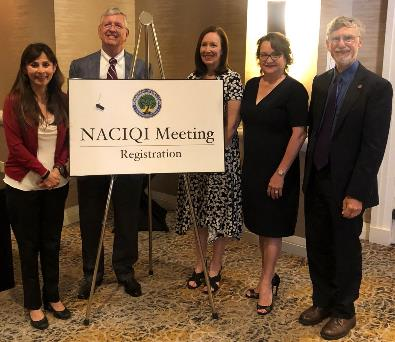 NACIQI Meeting
Registration